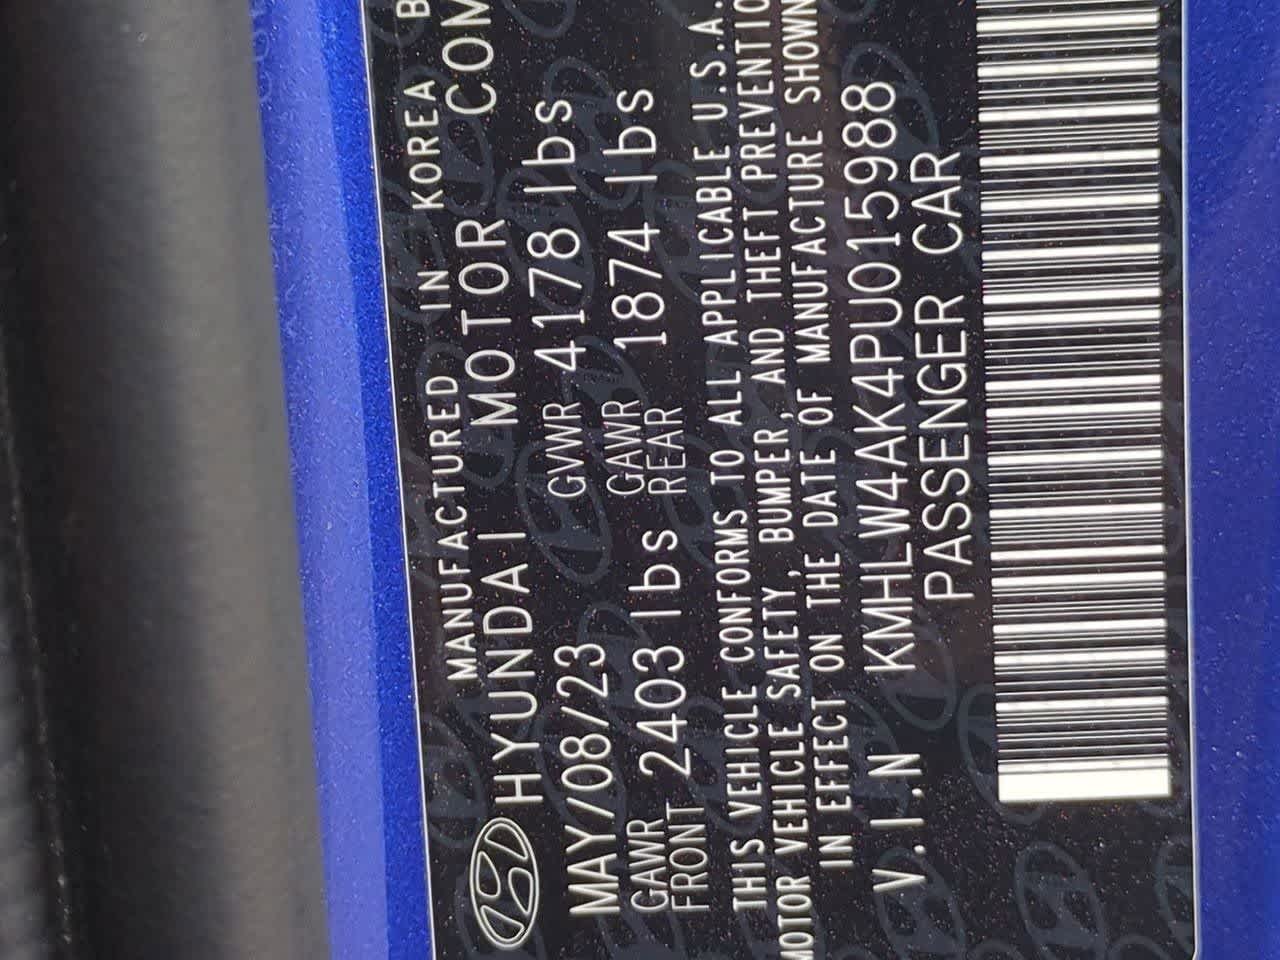 MANUFACTURED IN KOREA B
HYUNDAI MOTOR COM
MAY/08/23 GVWR 4178 lbs
GAWR FRONT 2403 lbs GAWR REAR 1874 lbs
THIS VEHICLE CONFORMS TO ALL APPLICABLE U.S.A.
MOTOR VEHICLE SAFETY, BUMPER, AND THEFT PREVENTIO
IN EFFECT ON THE DATE OF MANUFACTURE SHOWN
V.I.N KMHLW4AK4PU015988
PASSENGER CAR